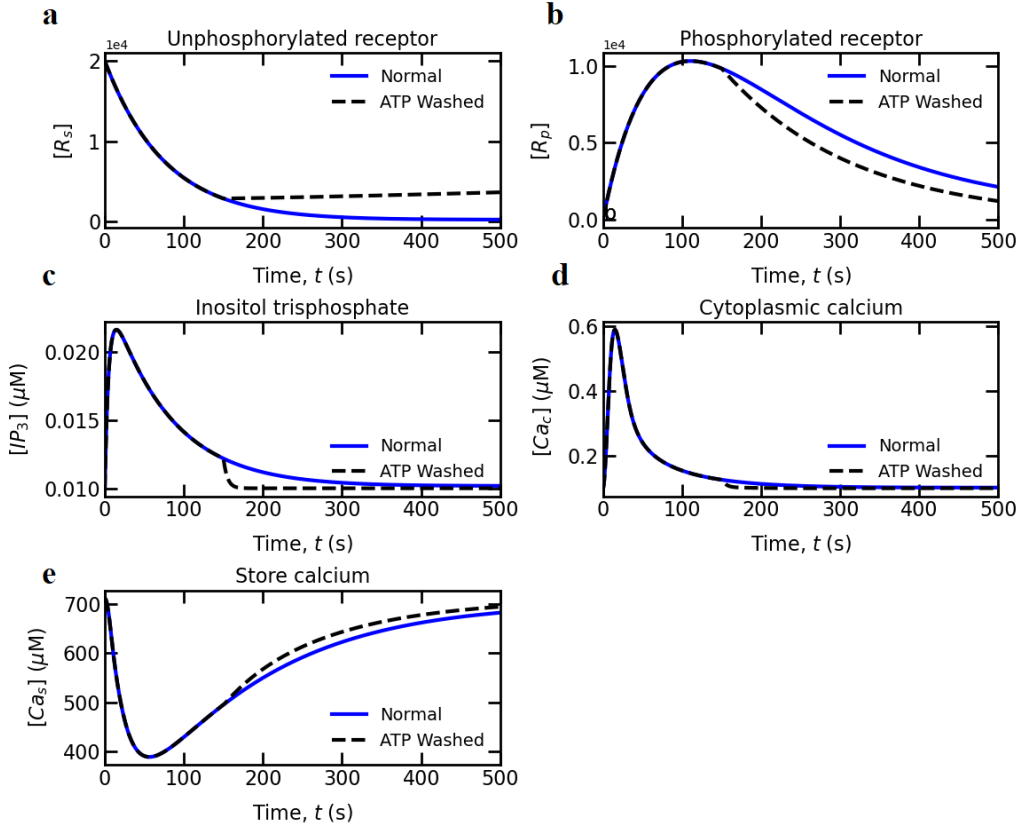 a
b
Unphosphorylated receptor
Phosphorylated receptor
1e4
1e4
2
1
0
[R_s]
Normal
ATP Washed
0 100 200 300 400 500
Time, t (s)
1.0
0.5
0.0
0
[R_p]
Normal
ATP Washed
0 100 200 300 400 500
Time, t (s)
c
d
Inositol trisphosphate
Cytoplasmic calcium
0.020
0.015
0.010
[IP_3] (μM)
Normal
ATP Washed
0 100 200 300 400 500
Time, t (s)
0.6
0.4
0.2
[Ca_c] (μM)
Normal
ATP Washed
0 100 200 300 400 500
Time, t (s)
e
Store calcium
700
600
500
400
[Ca_s] (μM)
Normal
ATP Washed
0 100 200 300 400 500
Time, t (s)